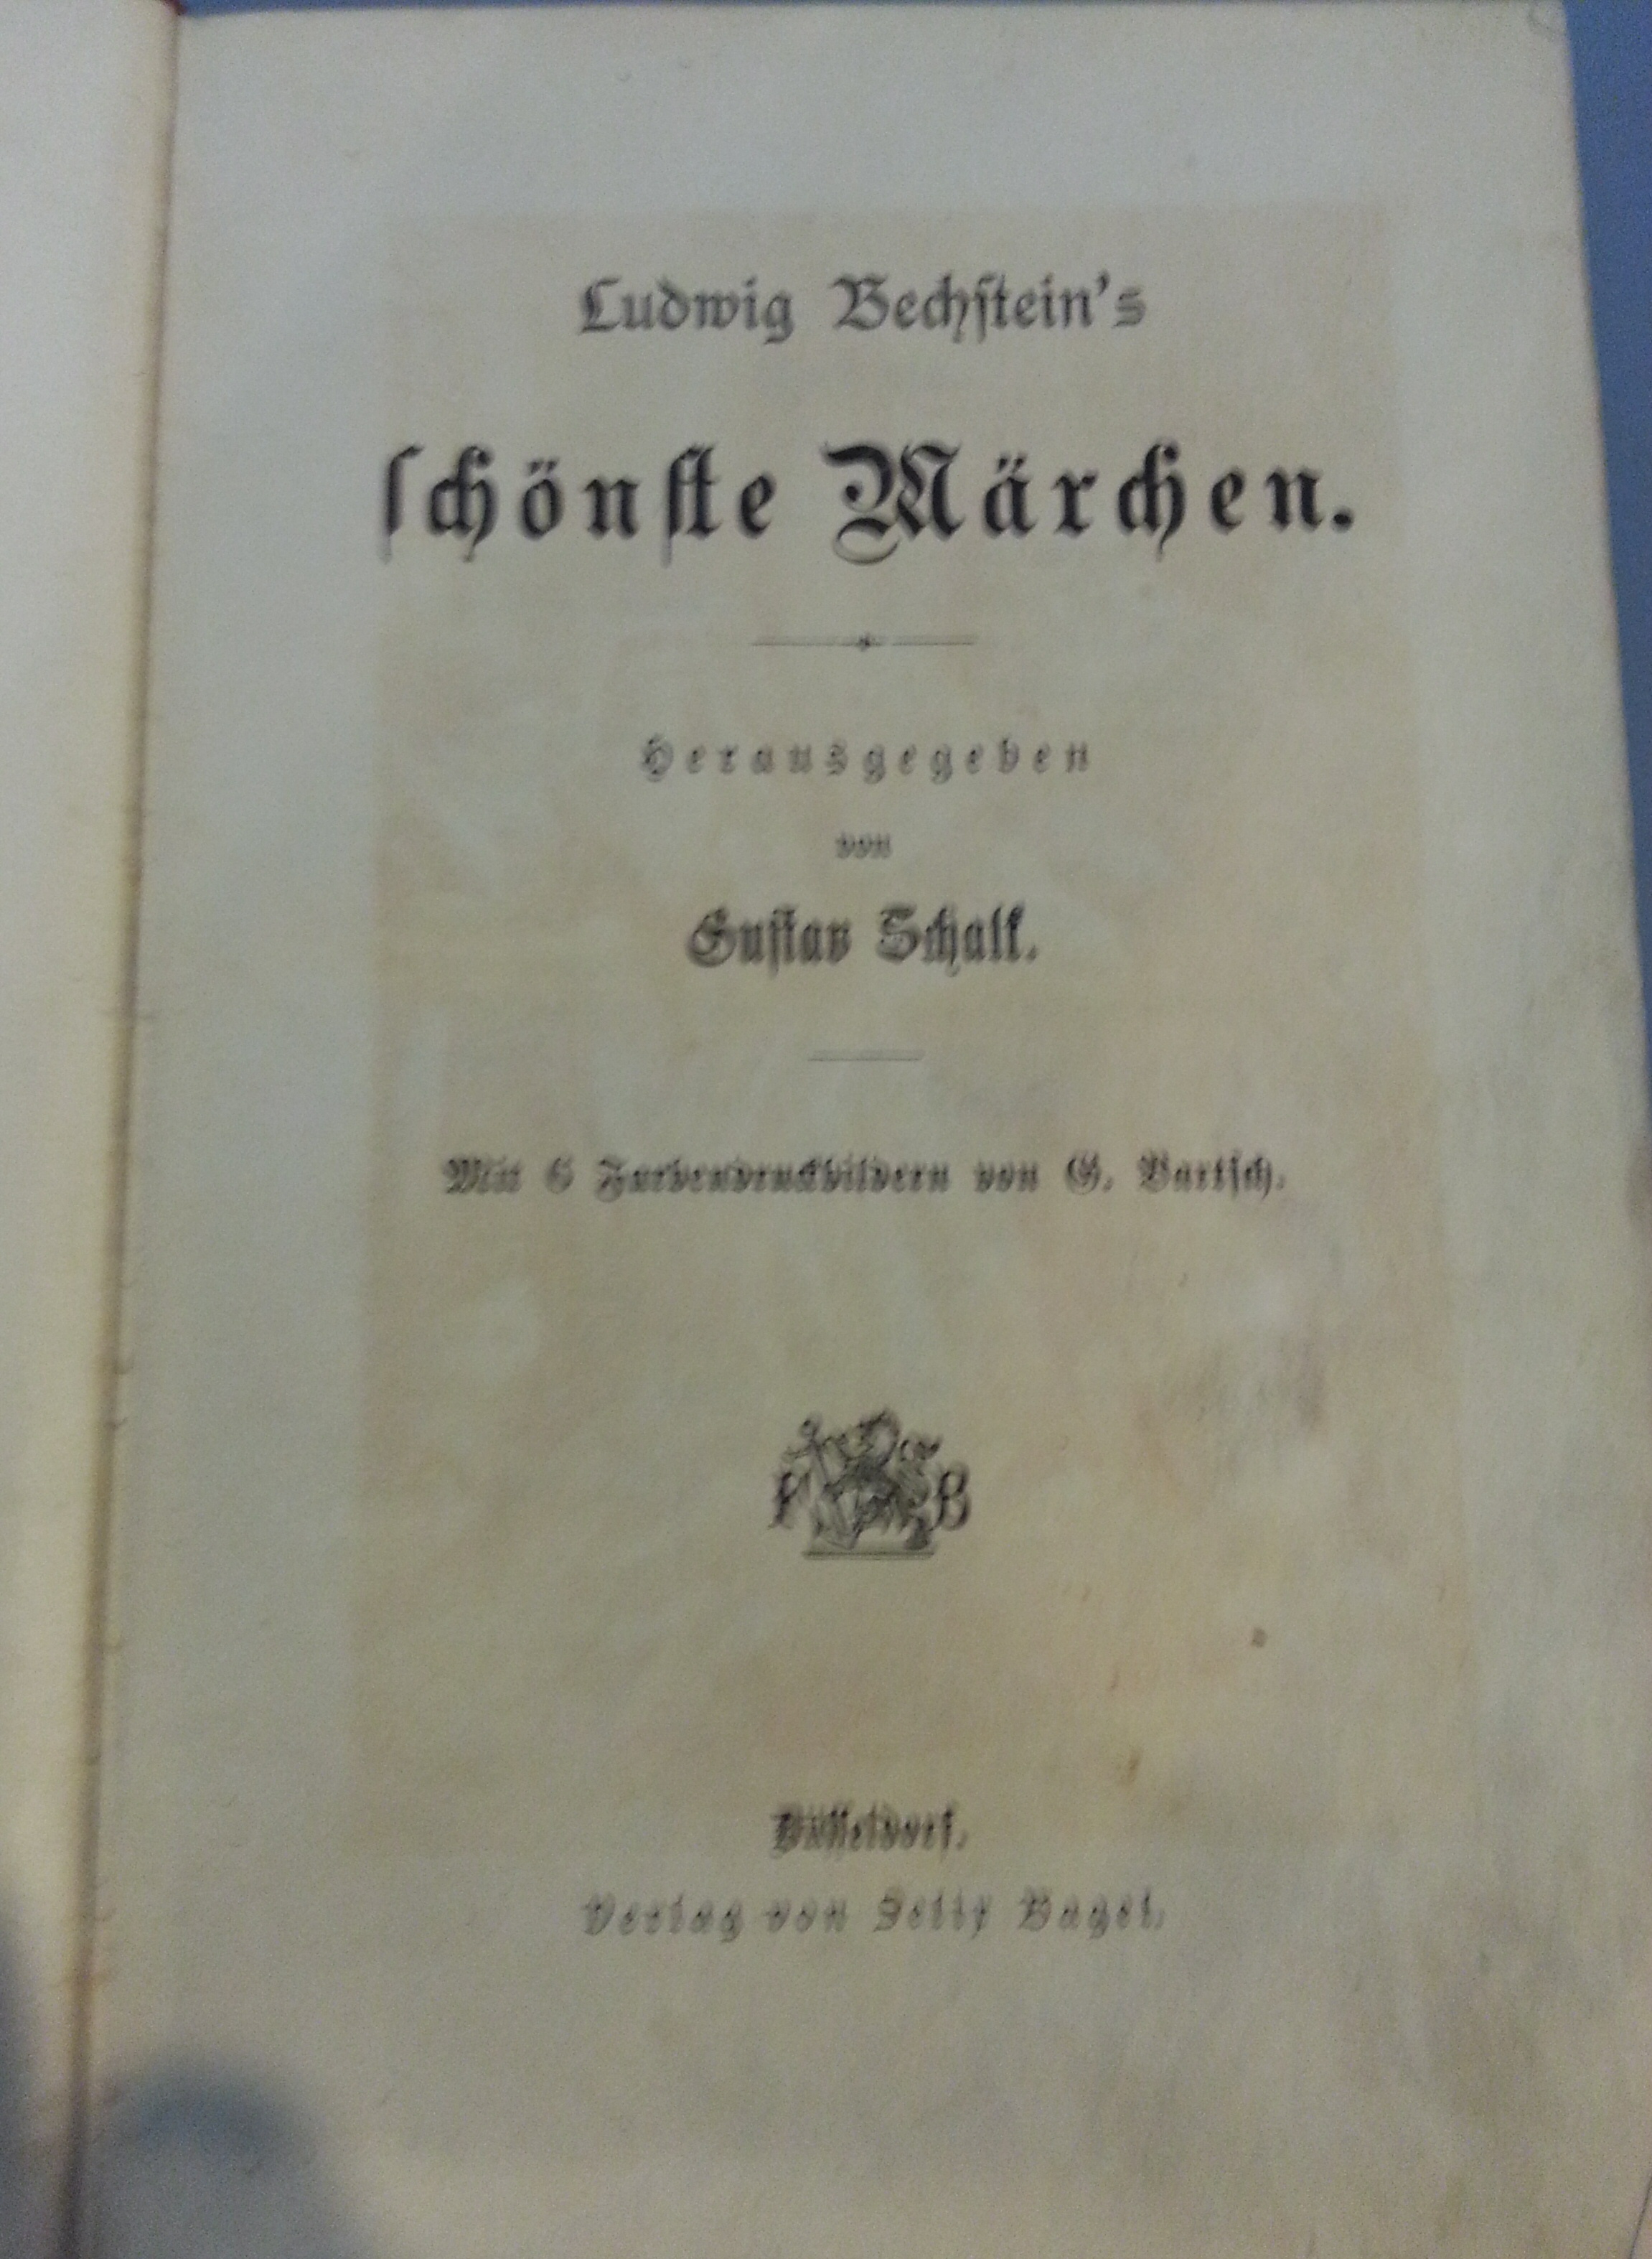 Ludwig Bechſtein's
ſchönſte Märchen.
Herausgegeben
von
Guſtav Schalk.
Mit 6 Farbendruckbildern von G. Bartſch.
F B
Düſſeldorf.
Verlag von Felix Bagel.